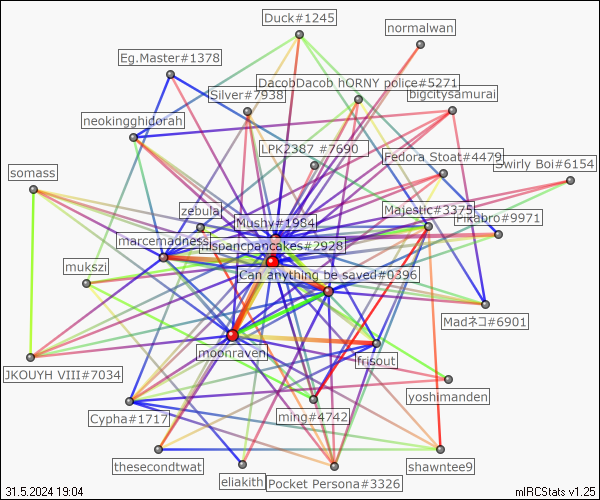 Duck#1245
normalwan
Eg.Master#1378
DacobDacob hORNY police#5271
Silver#7938
bigcitysamurai
neokingghidorah
LPK2387 #7690
Fedora Stoat#4479
Swirly Boi#6154
somass
zebula
Mushy#1984
Majestic#3375
Pikabro#9971
marcemadness
hispancpancakes#2928
mukszi
Can anything be saved#0396
Madネコ#6901
moonraven
frisout
JKOUYH VIII#7034
yoshimanden
Cypha#1717
ming#4742
thesecondtwat
shawntee9
eliakith
Pocket Persona#3326
31.5.2024 19:04
mIRCStats v1.25